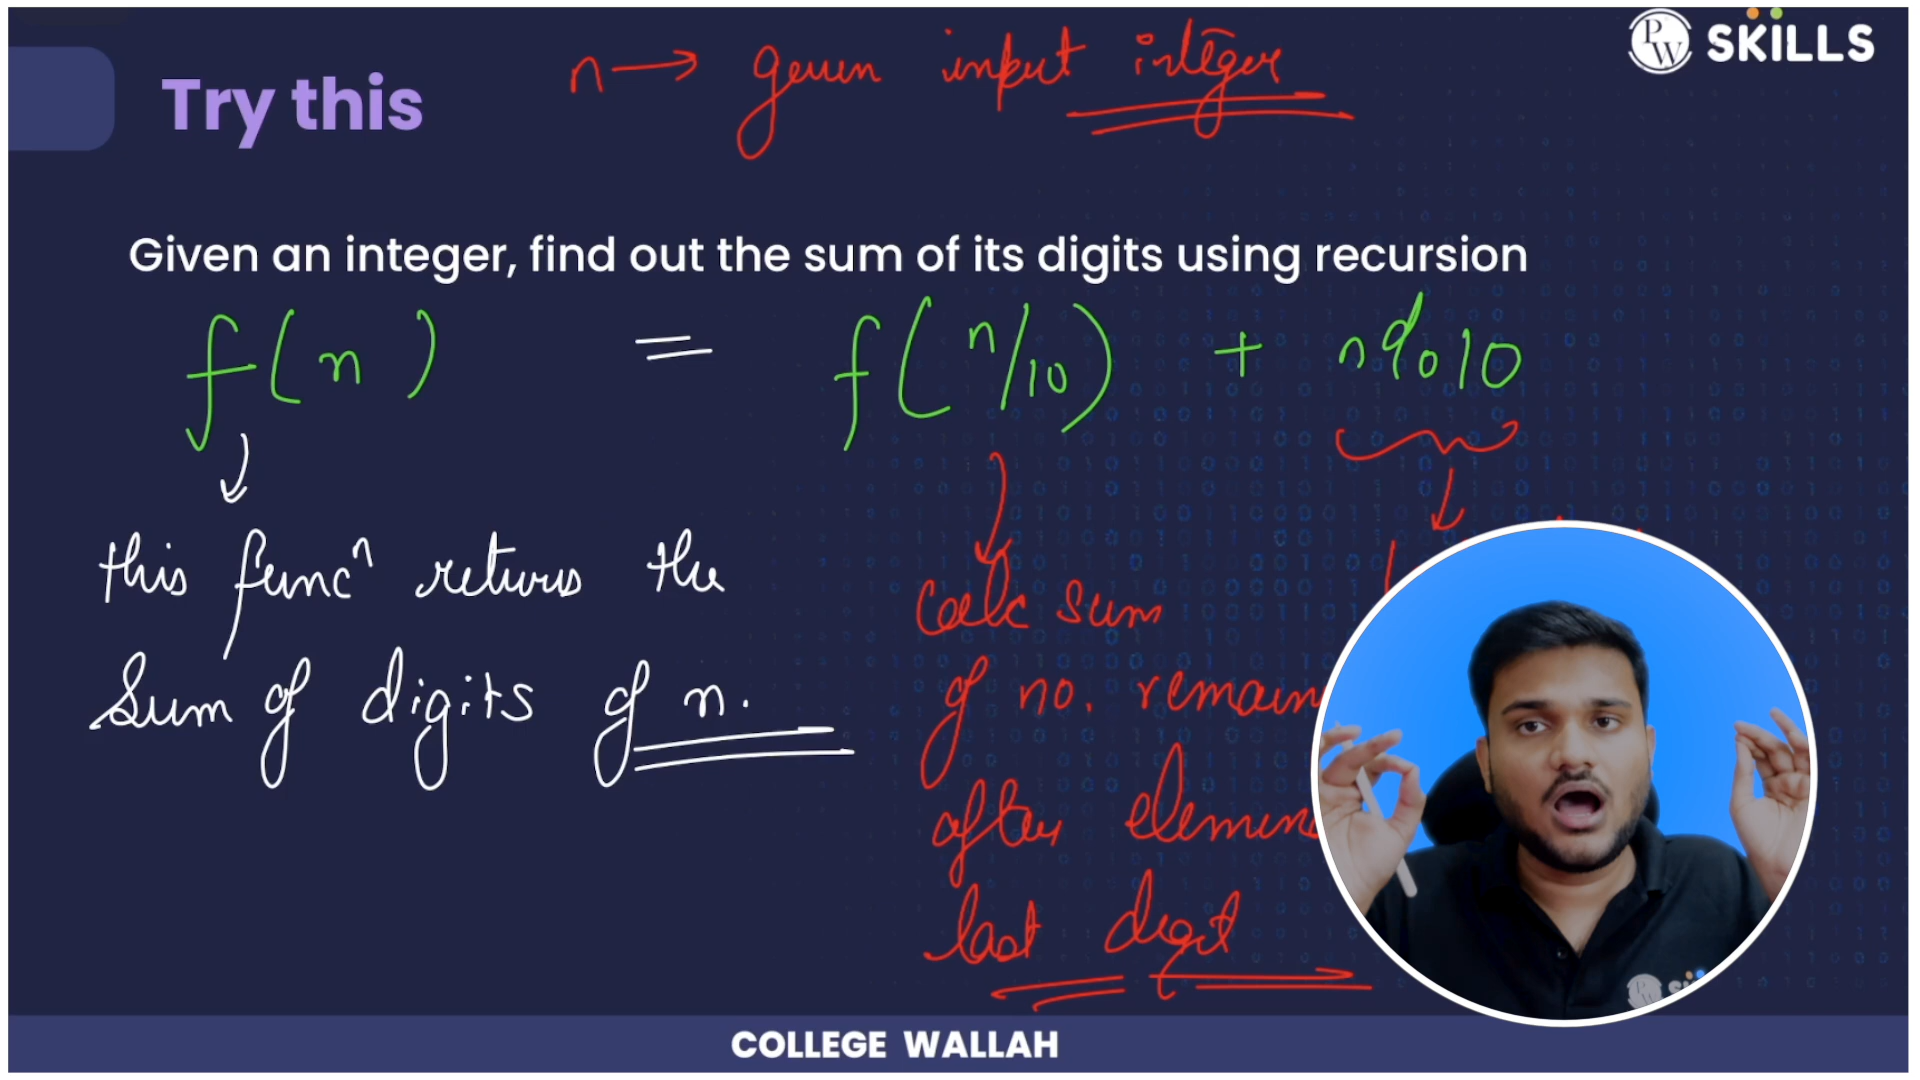 PW SKILLS
n → given input integer
Try this
Given an integer, find out the sum of its digits using recursion
f(n) = f(n/10) + n%10
this funcⁿ returns the
Sum of digits of n.
calc sum
of no. remain
after elemin
last digit
COLLEGE WALLAH